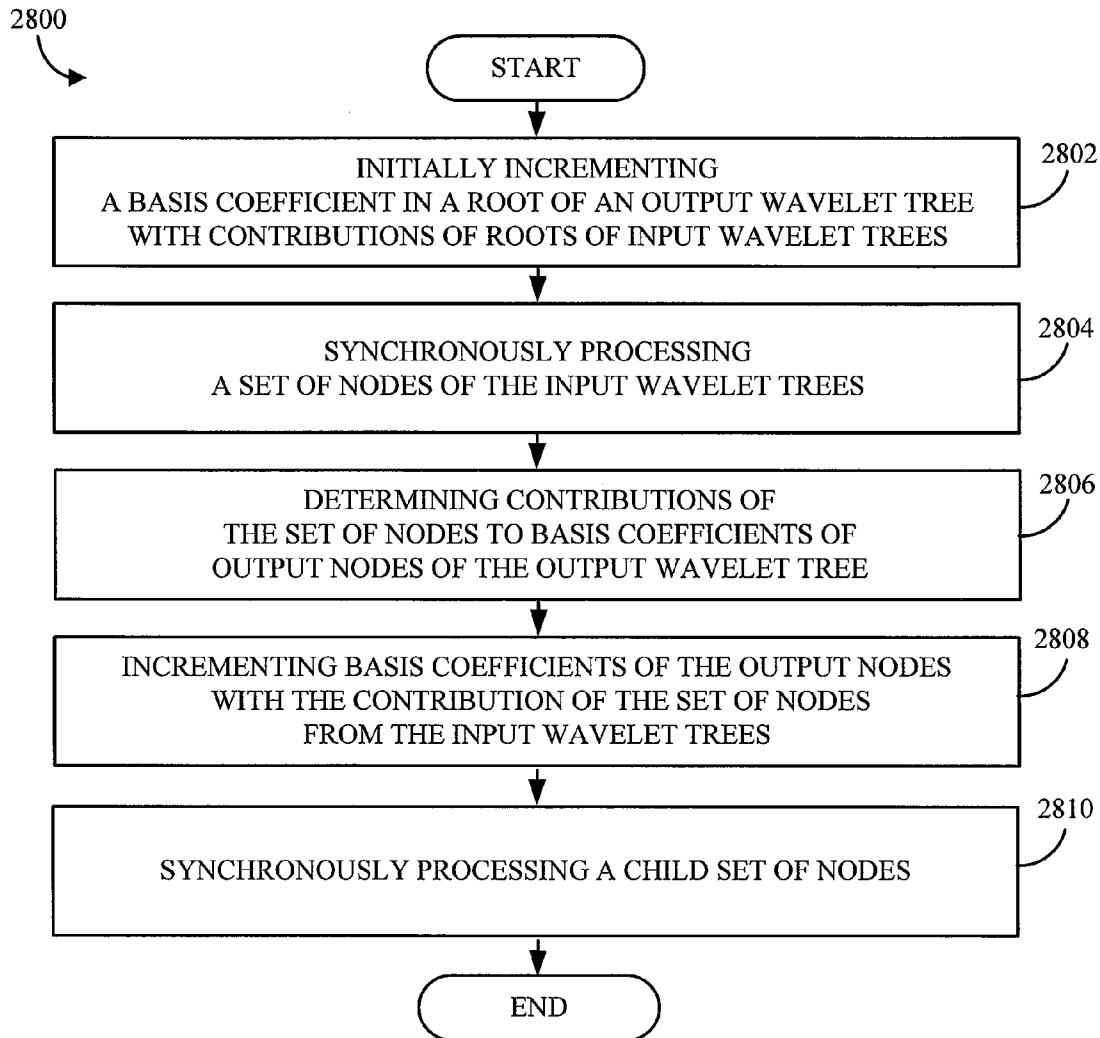 2800
START
INITIALLY INCREMENTING
A BASIS COEFFICIENT IN A ROOT OF AN OUTPUT WAVELET TREE
WITH CONTRIBUTIONS OF ROOTS OF INPUT WAVELET TREES
2802
SYNCHRONOUSLY PROCESSING
A SET OF NODES OF THE INPUT WAVELET TREES
2804
DETERMINING CONTRIBUTIONS OF
THE SET OF NODES TO BASIS COEFFICIENTS OF
OUTPUT NODES OF THE OUTPUT WAVELET TREE
2806
INCREMENTING BASIS COEFFICIENTS OF THE OUTPUT NODES
WITH THE CONTRIBUTION OF THE SET OF NODES
FROM THE INPUT WAVELET TREES
2808
SYNCHRONOUSLY PROCESSING A CHILD SET OF NODES
2810
END